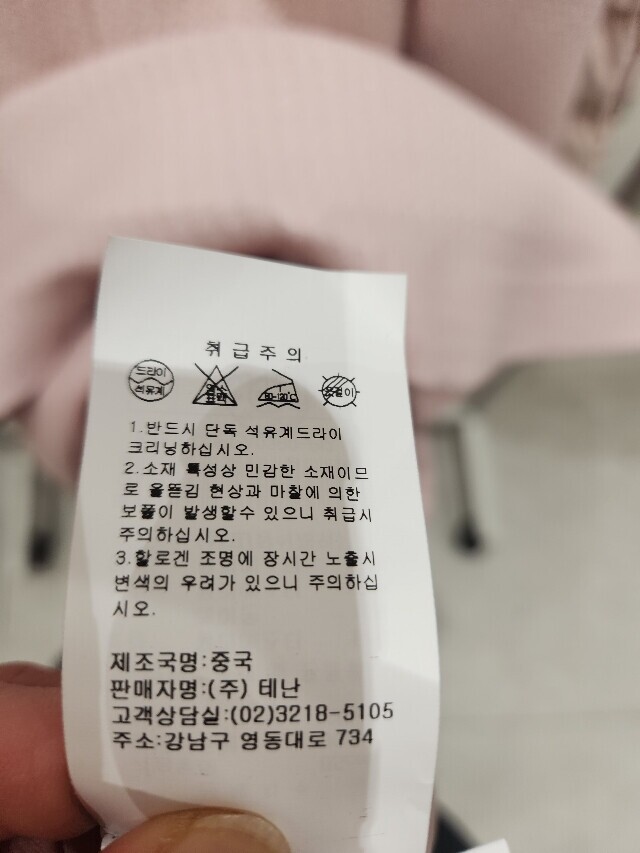 취급주의
드라이
석유계
옷걸이
1.반드시 단독 석유계드라이
크리닝하십시오.
2.소재 특성상 민감한 소재이므
로 올뜯김 현상과 마찰에 의한
보풀이 발생할수 있으니 취급시
주의하십시오.
3.할로겐 조명에 장시간 노출시
변색의 우려가 있으니 주의하십
시오.
제조국명:중국
판매자명:(주) 테난
고객상담실:(02)3218-5105
주소:강남구 영동대로 734